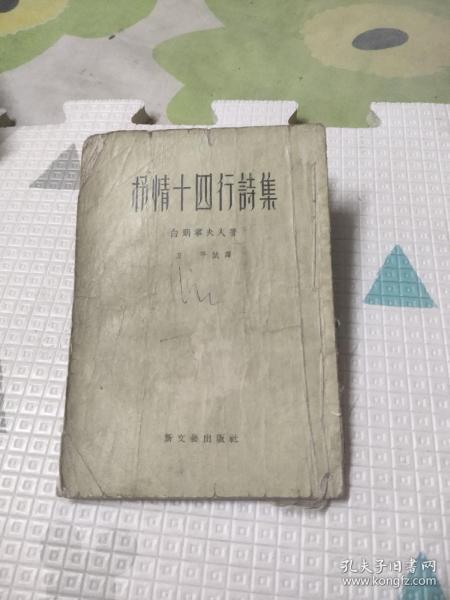 抒情十四行詩集
白朗寧夫人著
方平試譯
新文藝出版社
孔夫子旧书网
www.kongfz.com